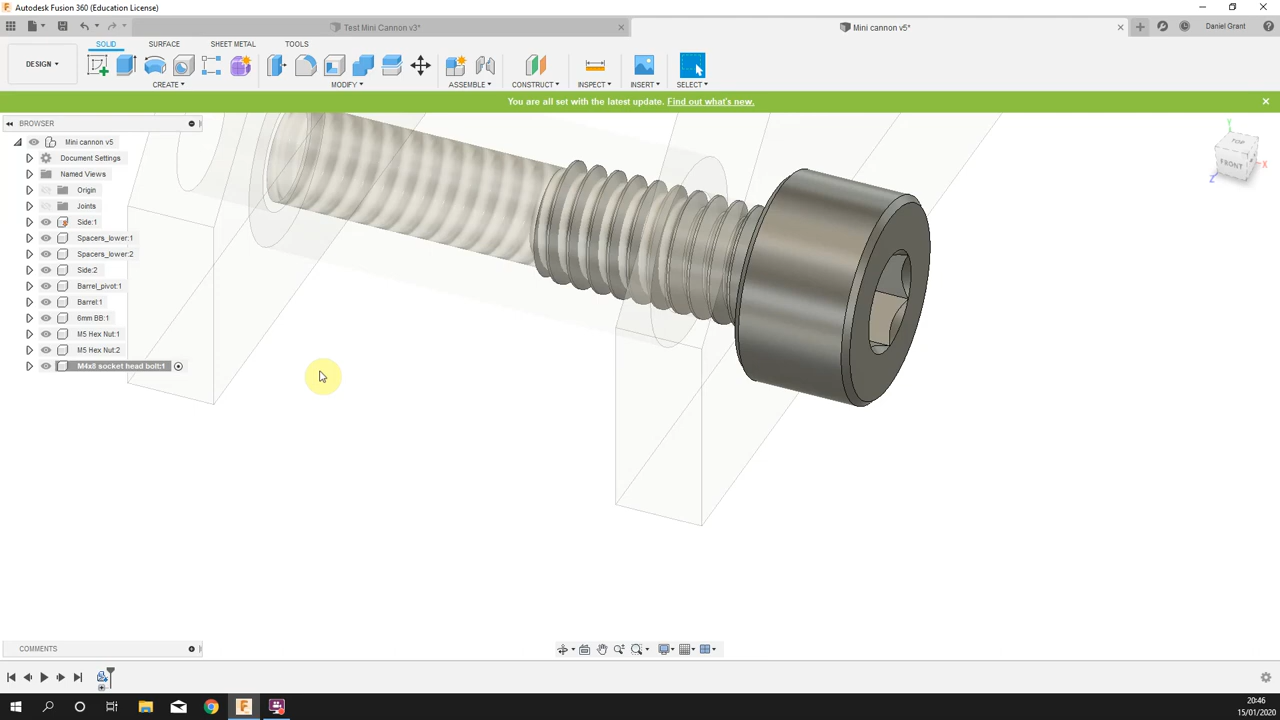 Autodesk Fusion 360 (Education License)
Test Mini Cannon v3*
Mini cannon v5*
Daniel Grant
DESIGN
SOLID
SURFACE
SHEET METAL
TOOLS
CREATE
MODIFY
ASSEMBLE
CONSTRUCT
INSPECT
INSERT
SELECT
You are all set with the latest update. Find out what's new.
BROWSER
Mini cannon v5
Document Settings
Named Views
Origin
Joints
Side:1
Spacers_lower:1
Spacers_lower:2
Side:2
Barrel_pivot:1
Barrel:1
6mm BB:1
M5 Hex Nut:1
M5 Hex Nut:2
M4x8 socket head bolt:1
TOP
FRONT
Y
X
Z
COMMENTS
20:46
15/01/2020